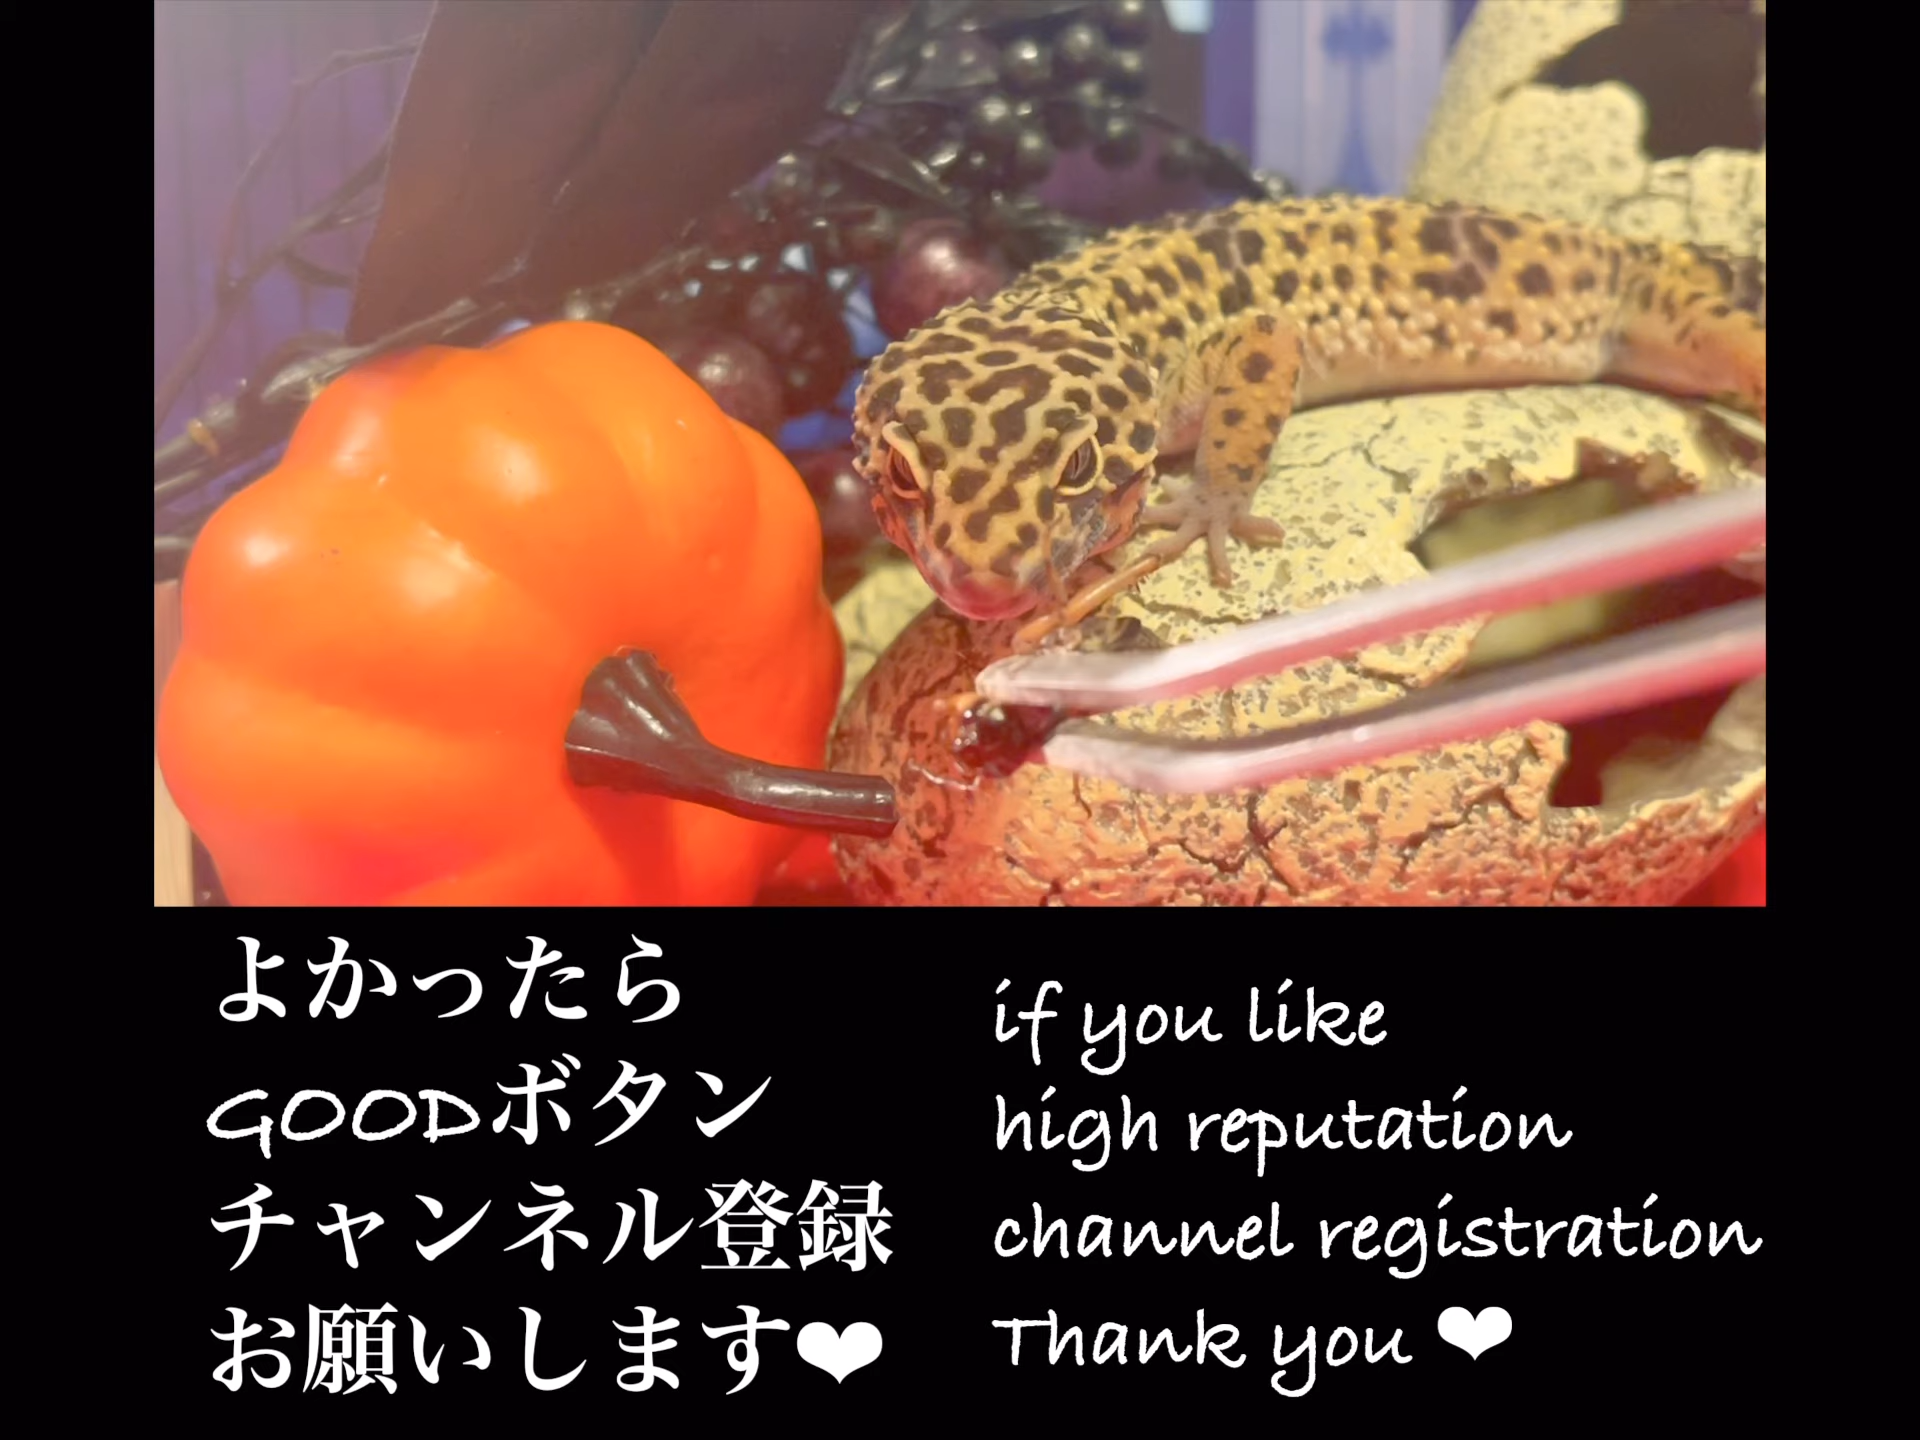 よかったら
GOODボタン
チャンネル登録
お願いします❤
if you like
high reputation
channel registration
Thank you ❤